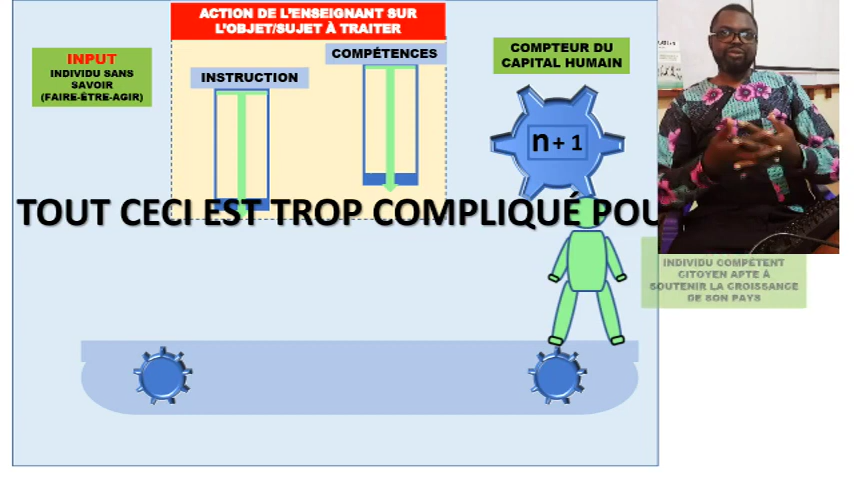 ACTION DE L'ENSEIGNANT SUR
L'OBJET/SUJET À TRAITER
INPUT
INDIVIDU SANS
SAVOIR
(FAIRE-ÊTRE-AGIR)
INSTRUCTION
COMPÉTENCES
COMPTEUR DU
CAPITAL HUMAIN
n + 1
TOUT CECI EST TROP COMPLIQUÉ POU
INDIVIDU COMPÉTENT
CITOYEN APTE À
SOUTENIR LA CROISSANCE
DE SON PAYS